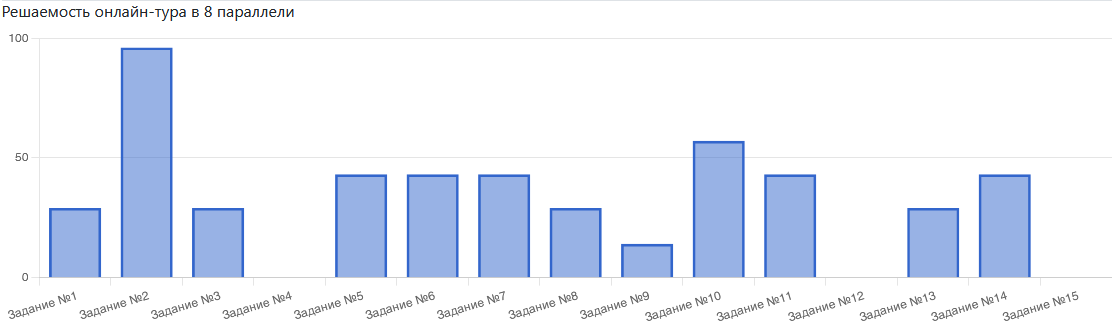 Решаемость онлайн-тура в 8 параллели
100
50
0
Задание №1
Задание №2
Задание №3
Задание №4
Задание №5
Задание №6
Задание №7
Задание №8
Задание №9
Задание №10
Задание №11
Задание №12
Задание №13
Задание №14
Задание №15